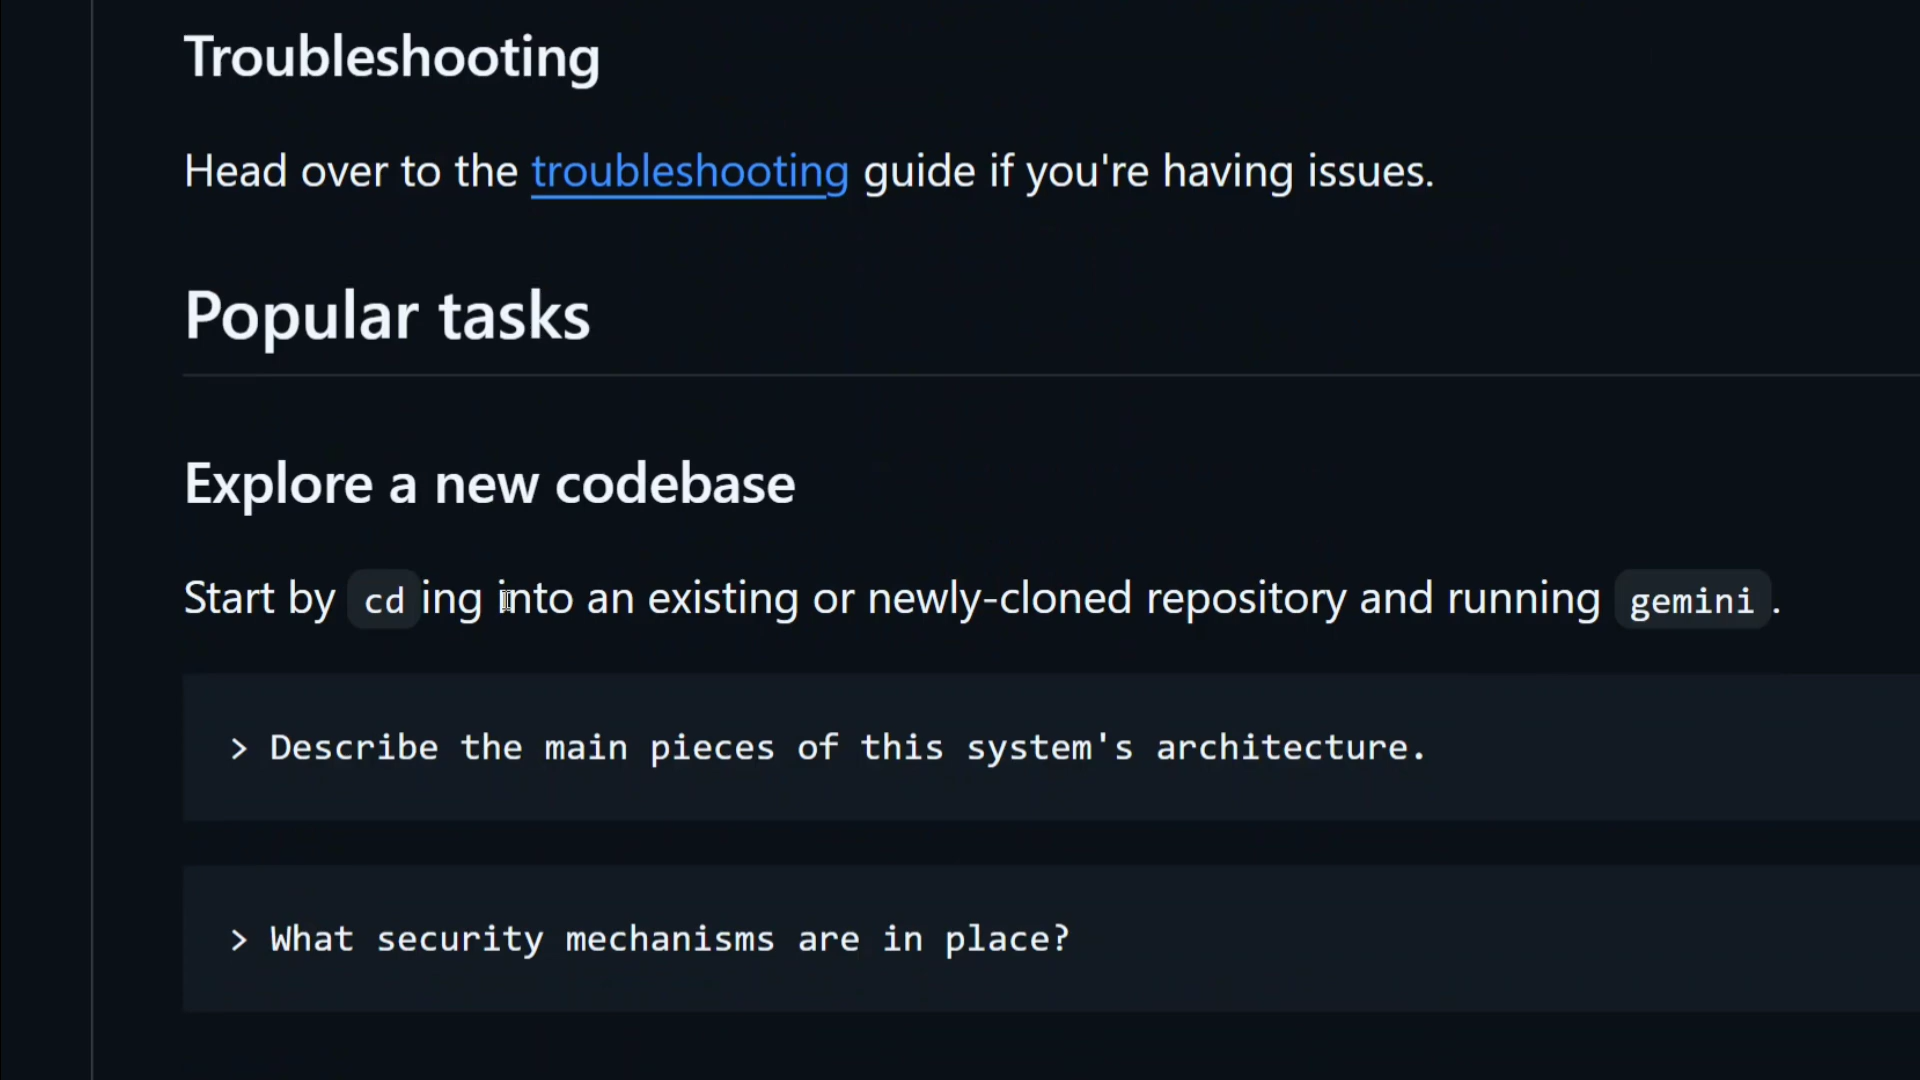 Troubleshooting
Head over to the troubleshooting guide if you're having issues.
Popular tasks
Explore a new codebase
Start by cding into an existing or newly-cloned repository and running gemini.
> Describe the main pieces of this system's architecture.
> What security mechanisms are in place?